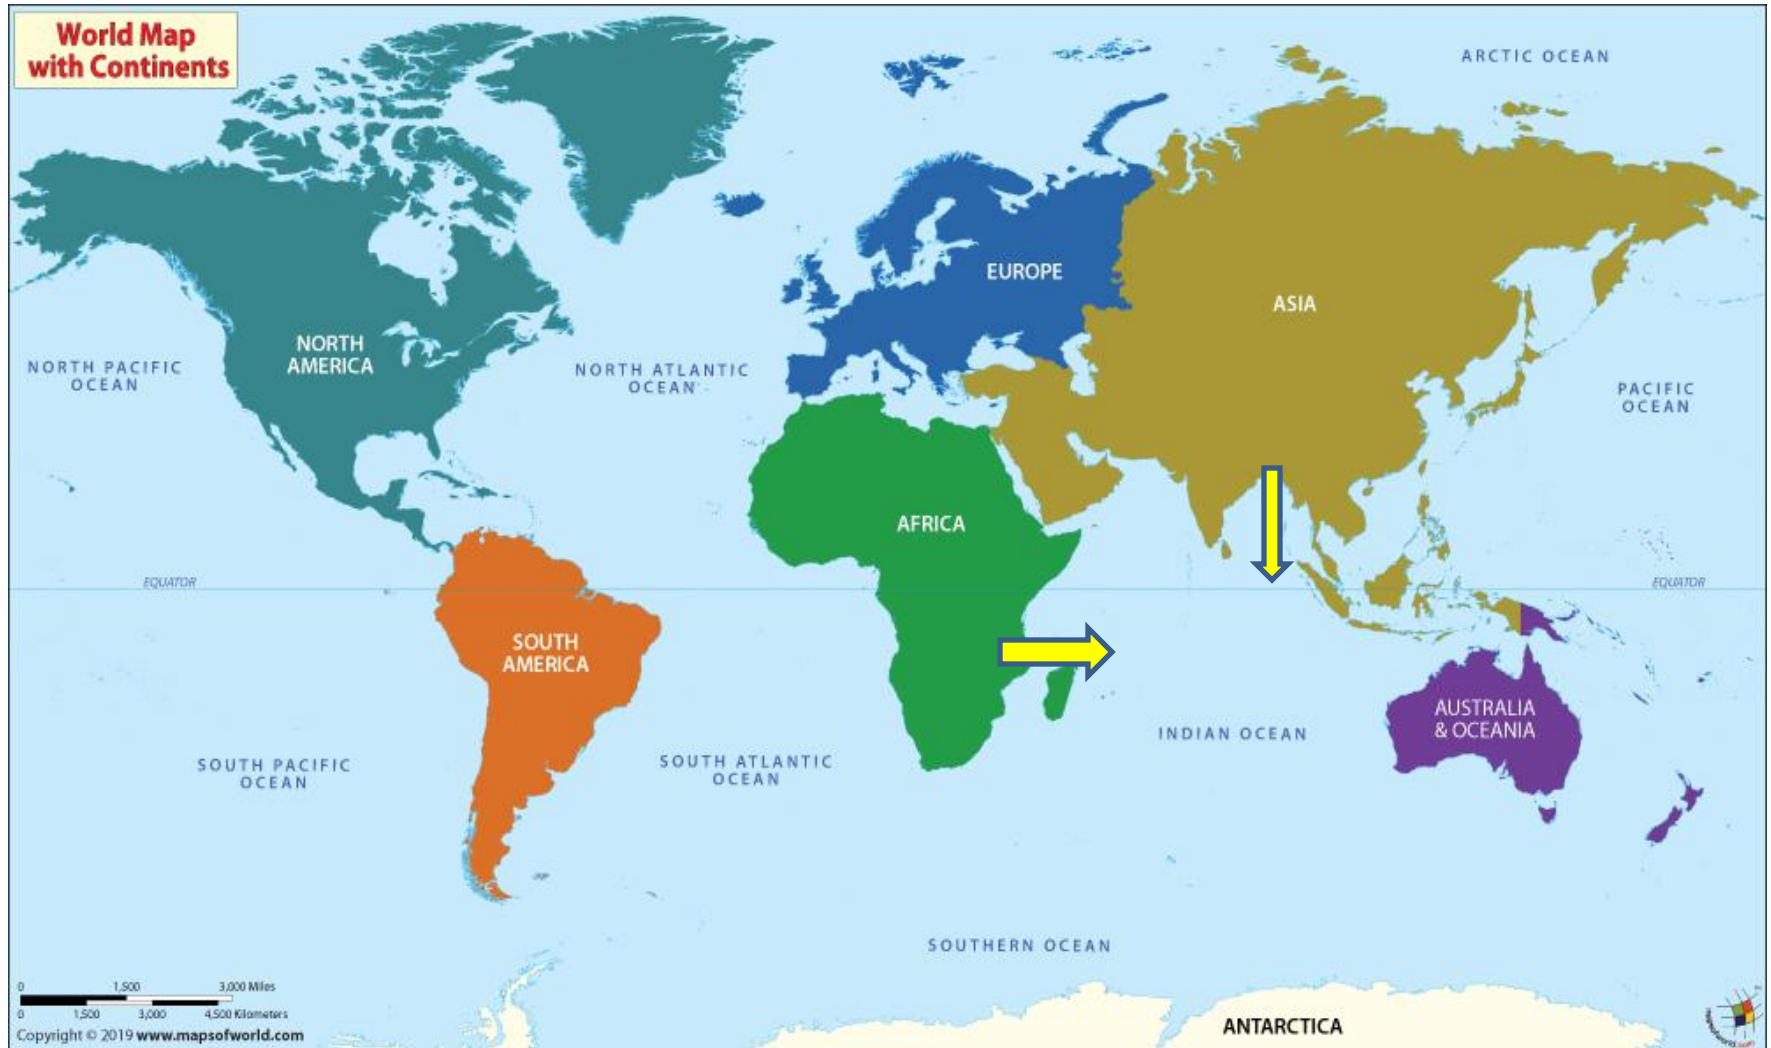 World Map
with Continents
ARCTIC OCEAN
EUROPE
ASIA
NORTH
AMERICA
NORTH PACIFIC
OCEAN
NORTH ATLANTIC
OCEAN
PACIFIC
OCEAN
AFRICA
EQUATOR
EQUATOR
SOUTH
AMERICA
AUSTRALIA
& OCEANIA
INDIAN OCEAN
SOUTH PACIFIC
OCEAN
SOUTH ATLANTIC
OCEAN
SOUTHERN OCEAN
0 1,500 3,000 Miles
0 1,500 3,000 4,500 Kilometers
Copyright © 2019 www.mapsofworld.com
ANTARCTICA